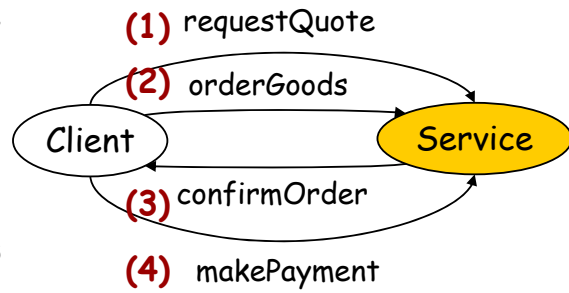 (1) requestQuote
(2) orderGoods
Client
Service
(3) confirmOrder
(4) makePayment